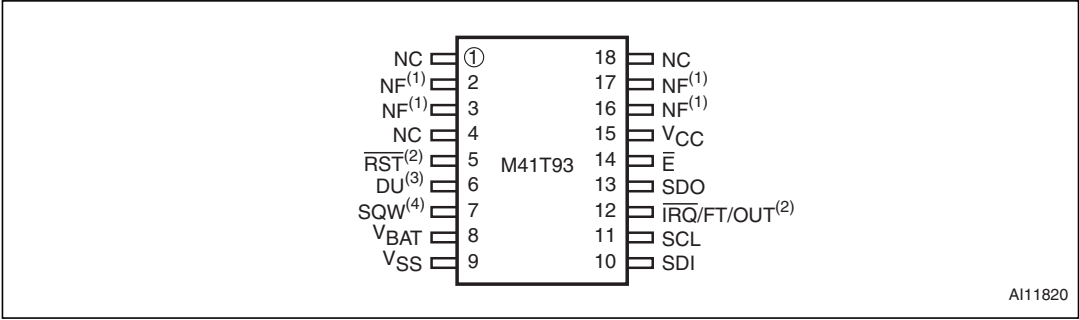 NC 1 18 NC
NF(1) 2 17 NF(1)
NF(1) 3 16 NF(1)
NC 4 15 VCC
R̅S̅T̅(2) 5 M41T93 14 E̅
DU(3) 6 13 SDO
SQW(4) 7 12 I̅R̅Q̅/FT/OUT(2)
VBAT 8 11 SCL
VSS 9 10 SDI
AI11820